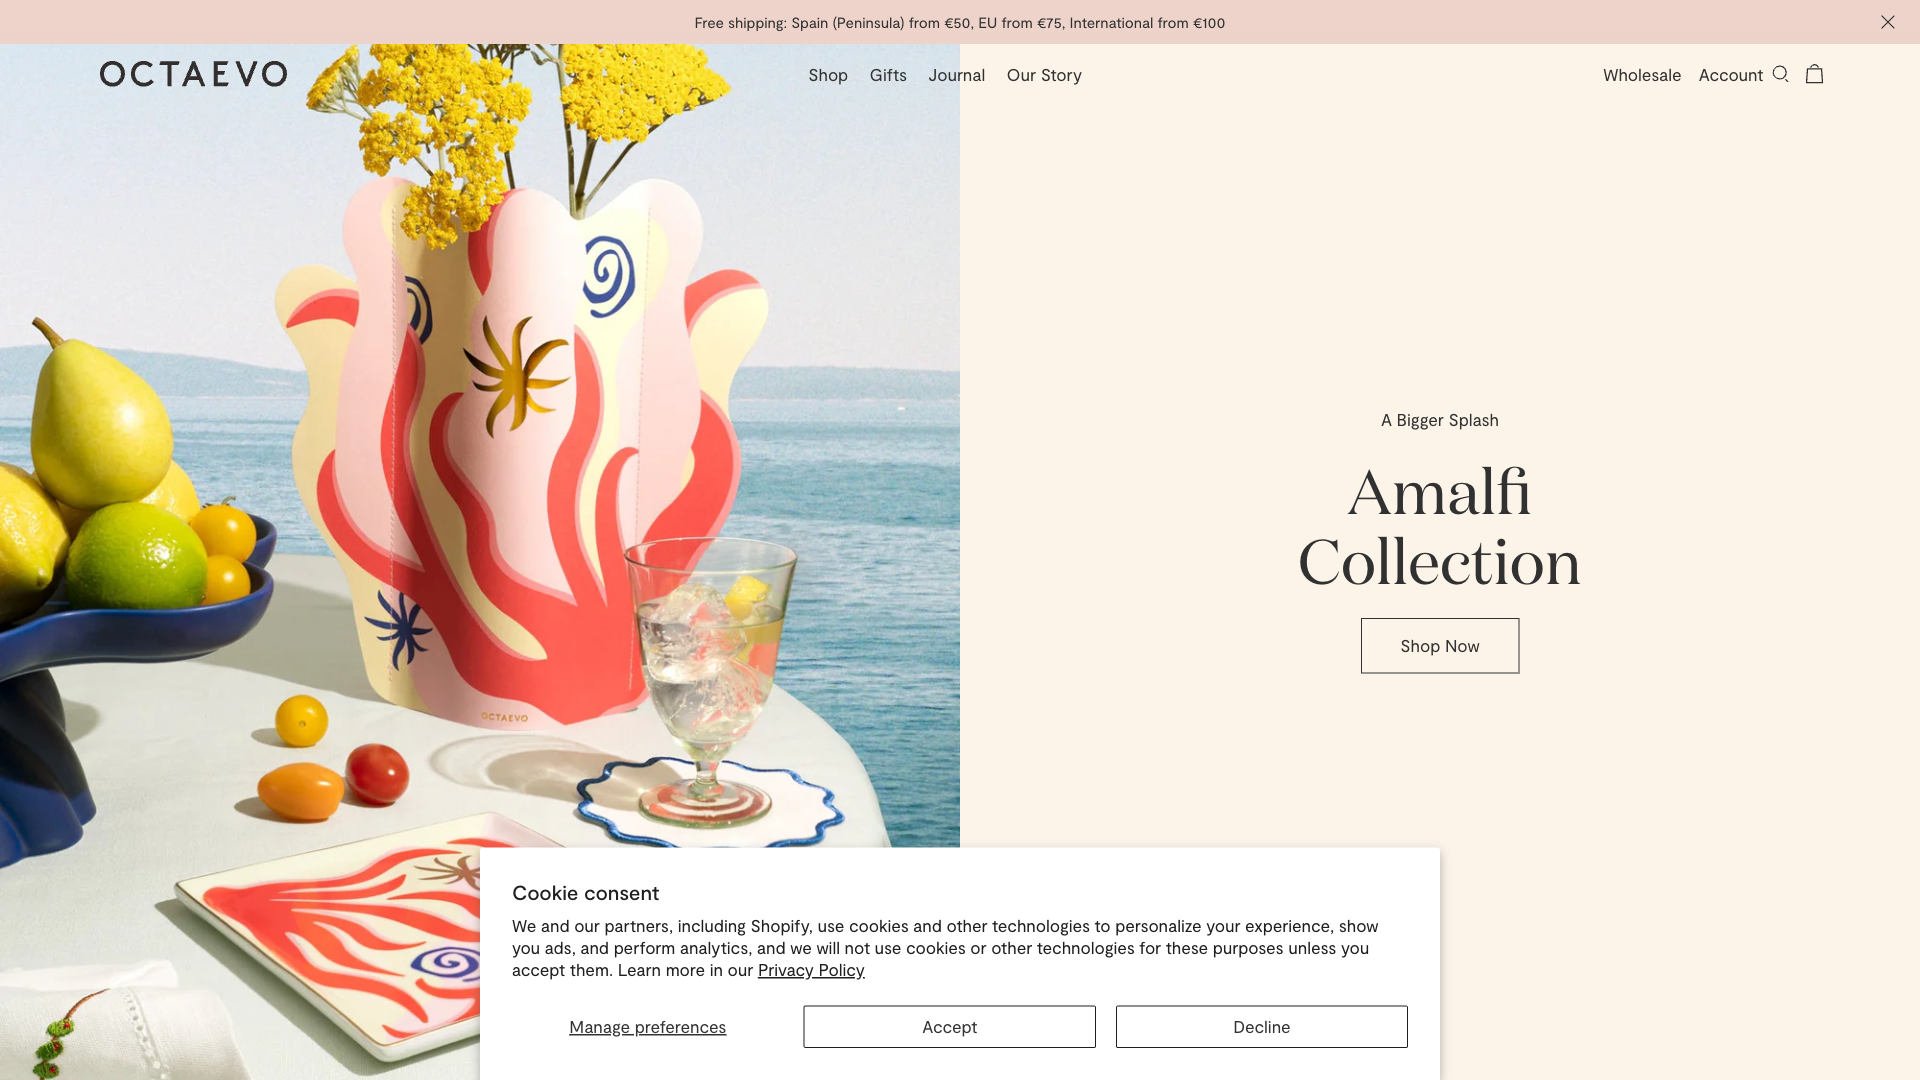 Free shipping: Spain (Peninsula) from €50, EU from €75, International from €100
OCTAEVO
Shop
Gifts
Journal
Our Story
Wholesale
Account
A Bigger Splash
Amalfi
Collection
Shop Now
OCTAEVO
Cookie consent
We and our partners, including Shopify, use cookies and other technologies to personalize your experience, show
you ads, and perform analytics, and we will not use cookies or other technologies for these purposes unless you
accept them. Learn more in our Privacy Policy
Manage preferences
Accept
Decline